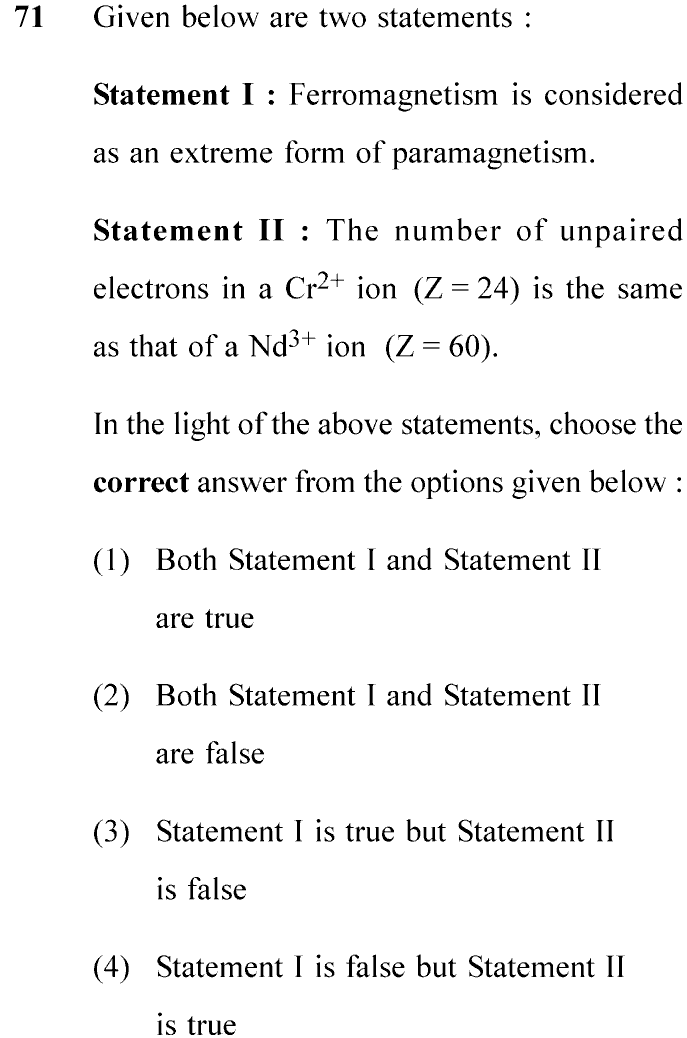 71 Given below are two statements :
Statement I : Ferromagnetism is considered
as an extreme form of paramagnetism.
Statement II : The number of unpaired
electrons in a Cr²⁺ ion (Z = 24) is the same
as that of a Nd³⁺ ion (Z = 60).
In the light of the above statements, choose the
correct answer from the options given below :
(1) Both Statement I and Statement II
are true
(2) Both Statement I and Statement II
are false
(3) Statement I is true but Statement II
is false
(4) Statement I is false but Statement II
is true